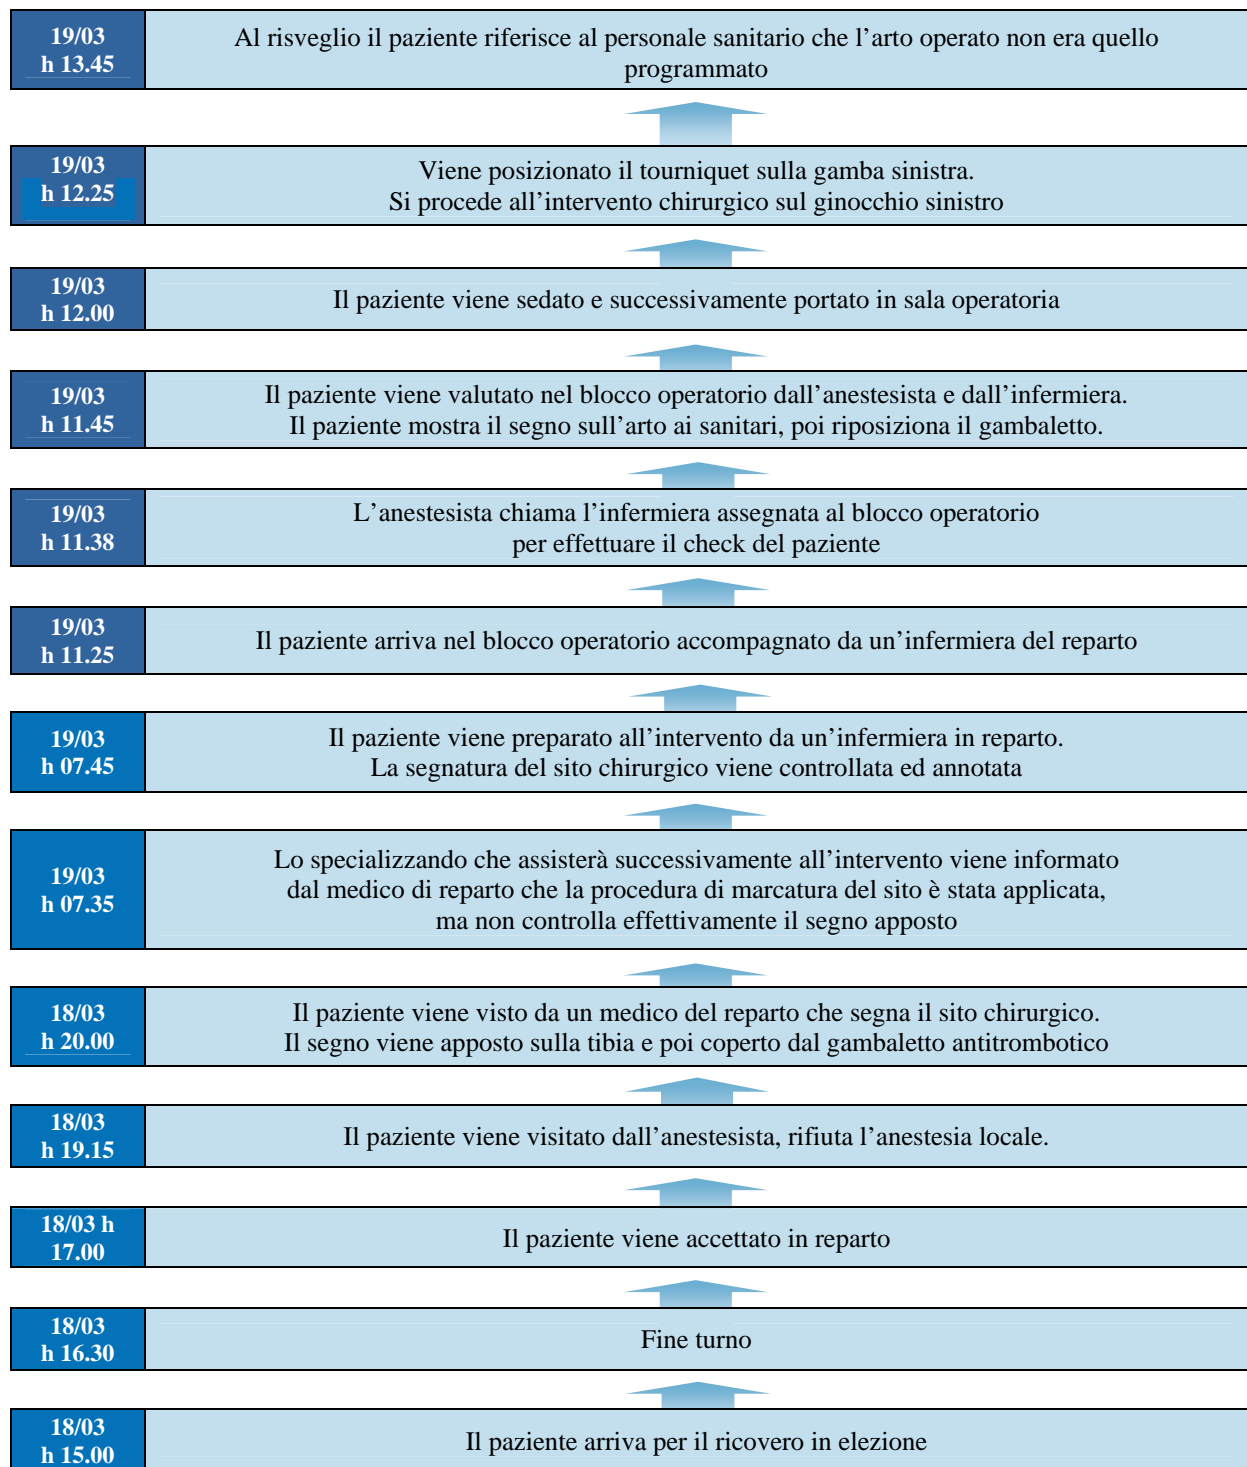 19/03
h 13.45
Al risveglio il paziente riferisce al personale sanitario che l’arto operato non era quello
programmato
19/03
h 12.25
Viene posizionato il tourniquet sulla gamba sinistra.
Si procede all’intervento chirurgico sul ginocchio sinistro
19/03
h 12.00
Il paziente viene sedato e successivamente portato in sala operatoria
19/03
h 11.45
Il paziente viene valutato nel blocco operatorio dall’anestesista e dall’infermiera.
Il paziente mostra il segno sull’arto ai sanitari, poi riposiziona il gambaletto.
19/03
h 11.38
L’anestesista chiama l’infermiera assegnata al blocco operatorio
per effettuare il check del paziente
19/03
h 11.25
Il paziente arriva nel blocco operatorio accompagnato da un’infermiera del reparto
19/03
h 07.45
Il paziente viene preparato all’intervento da un’infermiera in reparto.
La segnatura del sito chirurgico viene controllata ed annotata
19/03
h 07.35
Lo specializzando che assisterà successivamente all’intervento viene informato
dal medico di reparto che la procedura di marcatura del sito è stata applicata,
ma non controlla effettivamente il segno apposto
18/03
h 20.00
Il paziente viene visto da un medico del reparto che segna il sito chirurgico.
Il segno viene apposto sulla tibia e poi coperto dal gambaletto antitrombotico
18/03
h 19.15
Il paziente viene visitato dall’anestesista, rifiuta l’anestesia locale.
18/03 h
17.00
Il paziente viene accettato in reparto
18/03
h 16.30
Fine turno
18/03
h 15.00
Il paziente arriva per il ricovero in elezione